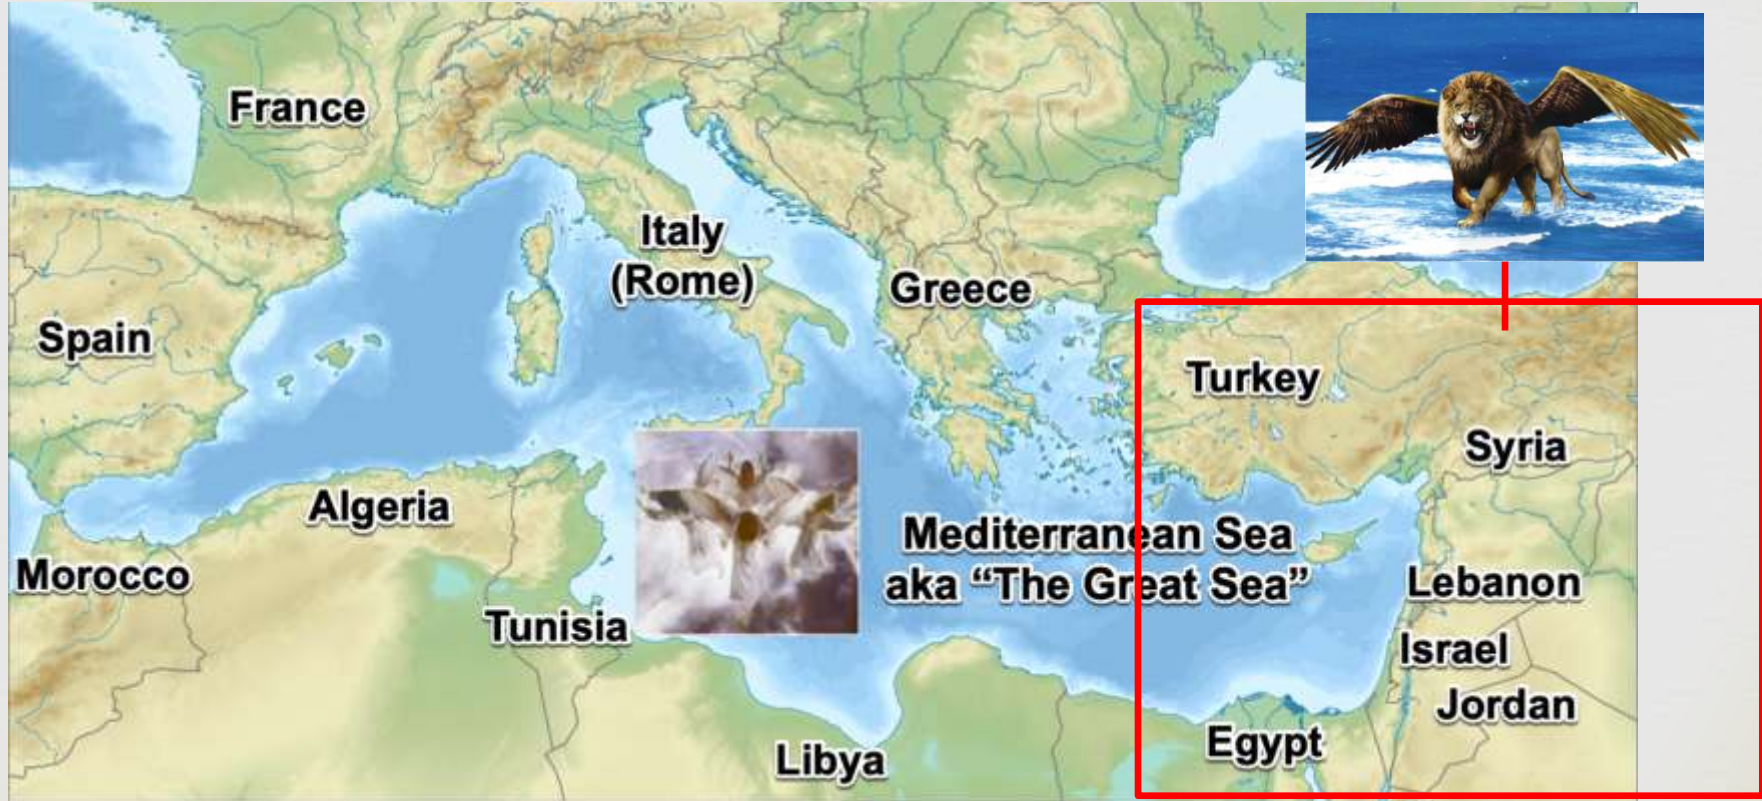 France
Italy
(Rome)
Greece
Spain
Turkey
Syria
Algeria
Mediterranean Sea
aka “The Great Sea”
Morocco
Lebanon
Tunisia
Israel
Jordan
Egypt
Libya